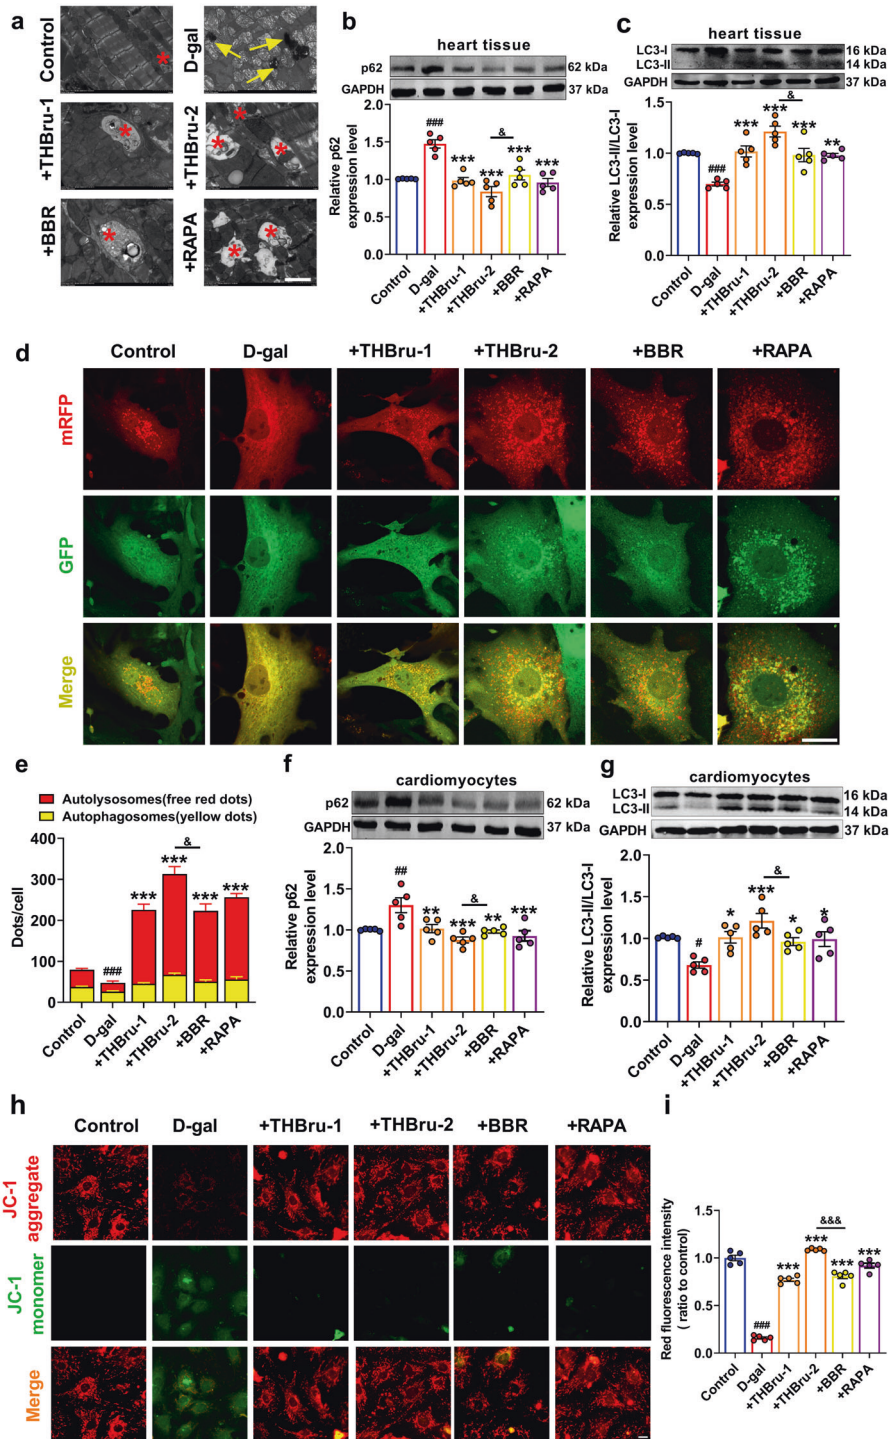 a
Control
D-gal
+THBru-1
+THBru-2
+BBR
+RAPA
b
heart tissue
p62
62 kDa
GAPDH
37 kDa
Relative p62
expression level
2.0
1.5
1.0
0.5
0.0
###
***
***
&
***
***
Control
D-gal
+THBru-1
+THBru-2
+BBR
+RAPA
c
heart tissue
LC3-I
16 kDa
LC3-II
14 kDa
GAPDH
37 kDa
Relative LC3-II/LC3-I
expression level
1.5
1.0
0.5
0.0
###
***
***
&
***
**
Control
D-gal
+THBru-1
+THBru-2
+BBR
+RAPA
d
Control
D-gal
+THBru-1
+THBru-2
+BBR
+RAPA
mRFP
GFP
Merge
e
Autolysosomes(free red dots)
Autophagosomes(yellow dots)
Dots/cell
400
300
200
100
0
###
***
***
&
***
***
Control
D-gal
+THBru-1
+THBru-2
+BBR
+RAPA
f
cardiomyocytes
p62
62 kDa
GAPDH
37 kDa
Relative p62
expression level
2.0
1.5
1.0
0.5
0.0
##
**
***
&
**
***
Control
D-gal
+THBru-1
+THBru-2
+BBR
+RAPA
g
cardiomyocytes
LC3-I
16 kDa
LC3-II
14 kDa
GAPDH
37 kDa
Relative LC3-II/LC3-I
expression level
2.0
1.5
1.0
0.5
0.0
#
*
***
&
*
*
Control
D-gal
+THBru-1
+THBru-2
+BBR
+RAPA
h
Control
D-gal
+THBru-1
+THBru-2
+BBR
+RAPA
JC-1
aggregate
JC-1
monomer
Merge
i
Red fluorescence intensity
( ratio to control)
1.5
1.0
0.5
0.0
###
***
***
&&&
***
***
Control
D-gal
+THBru-1
+THBru-2
+BBR
+RAPA